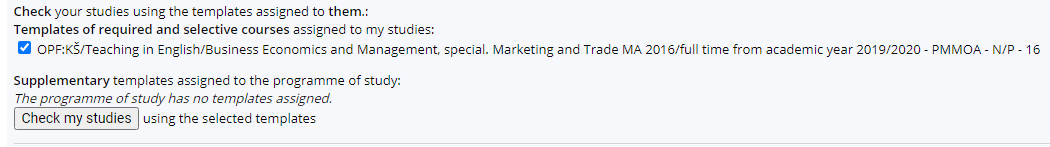 Check your studies using the templates assigned to them.:
Templates of required and selective courses assigned to my studies:
OPF:KŠ/Teaching in English/Business Economics and Management, special. Marketing and Trade MA 2016/full time from academic year 2019/2020 - PMMOA - N/P - 16
Supplementary templates assigned to the programme of study:
The programme of study has no templates assigned.
Check my studies using the selected templates